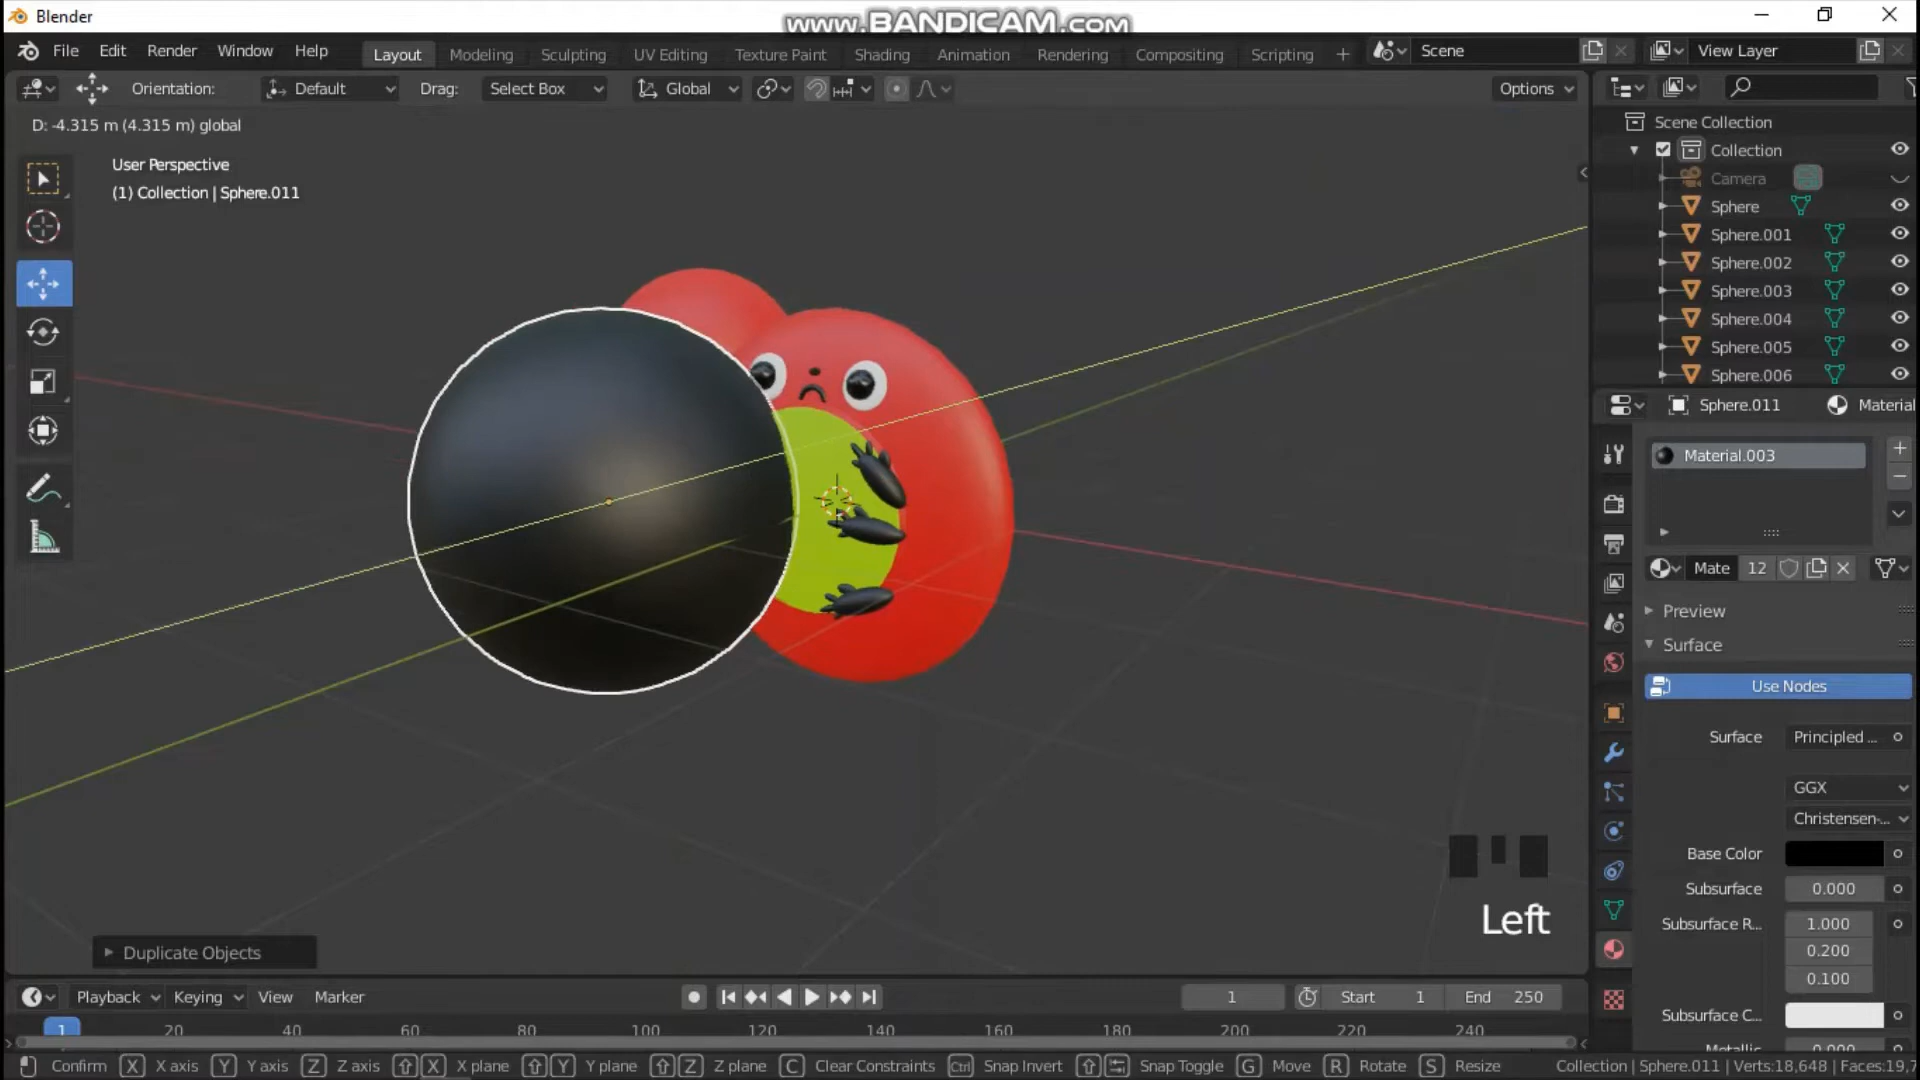 Blender
www.BANDICAM.com
File Edit Render Window Help
Layout Modeling Sculpting UV Editing Texture Paint Shading Animation Rendering Compositing Scripting +
Scene
View Layer
Orientation: Default Drag: Select Box Global Options
D: -4.315 m (4.315 m) global
User Perspective
(1) Collection | Sphere.011
Scene Collection
Collection
Camera
Sphere
Sphere.001
Sphere.002
Sphere.003
Sphere.004
Sphere.005
Sphere.006
Sphere.011 Material
Material.003
Mate 12
Preview
Surface
Use Nodes
Surface Principled ...
GGX
Christensen-...
Base Color
Subsurface 0.000
Subsurface R... 1.000
0.200
0.100
Subsurface C...
Metallic 0.000
Left
Duplicate Objects
Playback Keying View Marker
1 Start 1 End 250
1 20 40 60 80 100 120 140 160 180 200 220 240
Confirm X X axis Y Y axis Z Z axis X X plane Y Y plane Z Z plane C Clear Constraints Ctrl Snap Invert Snap Toggle G Move R Rotate S Resize
Collection | Sphere.011 | Verts:18,648 | Faces:19,7